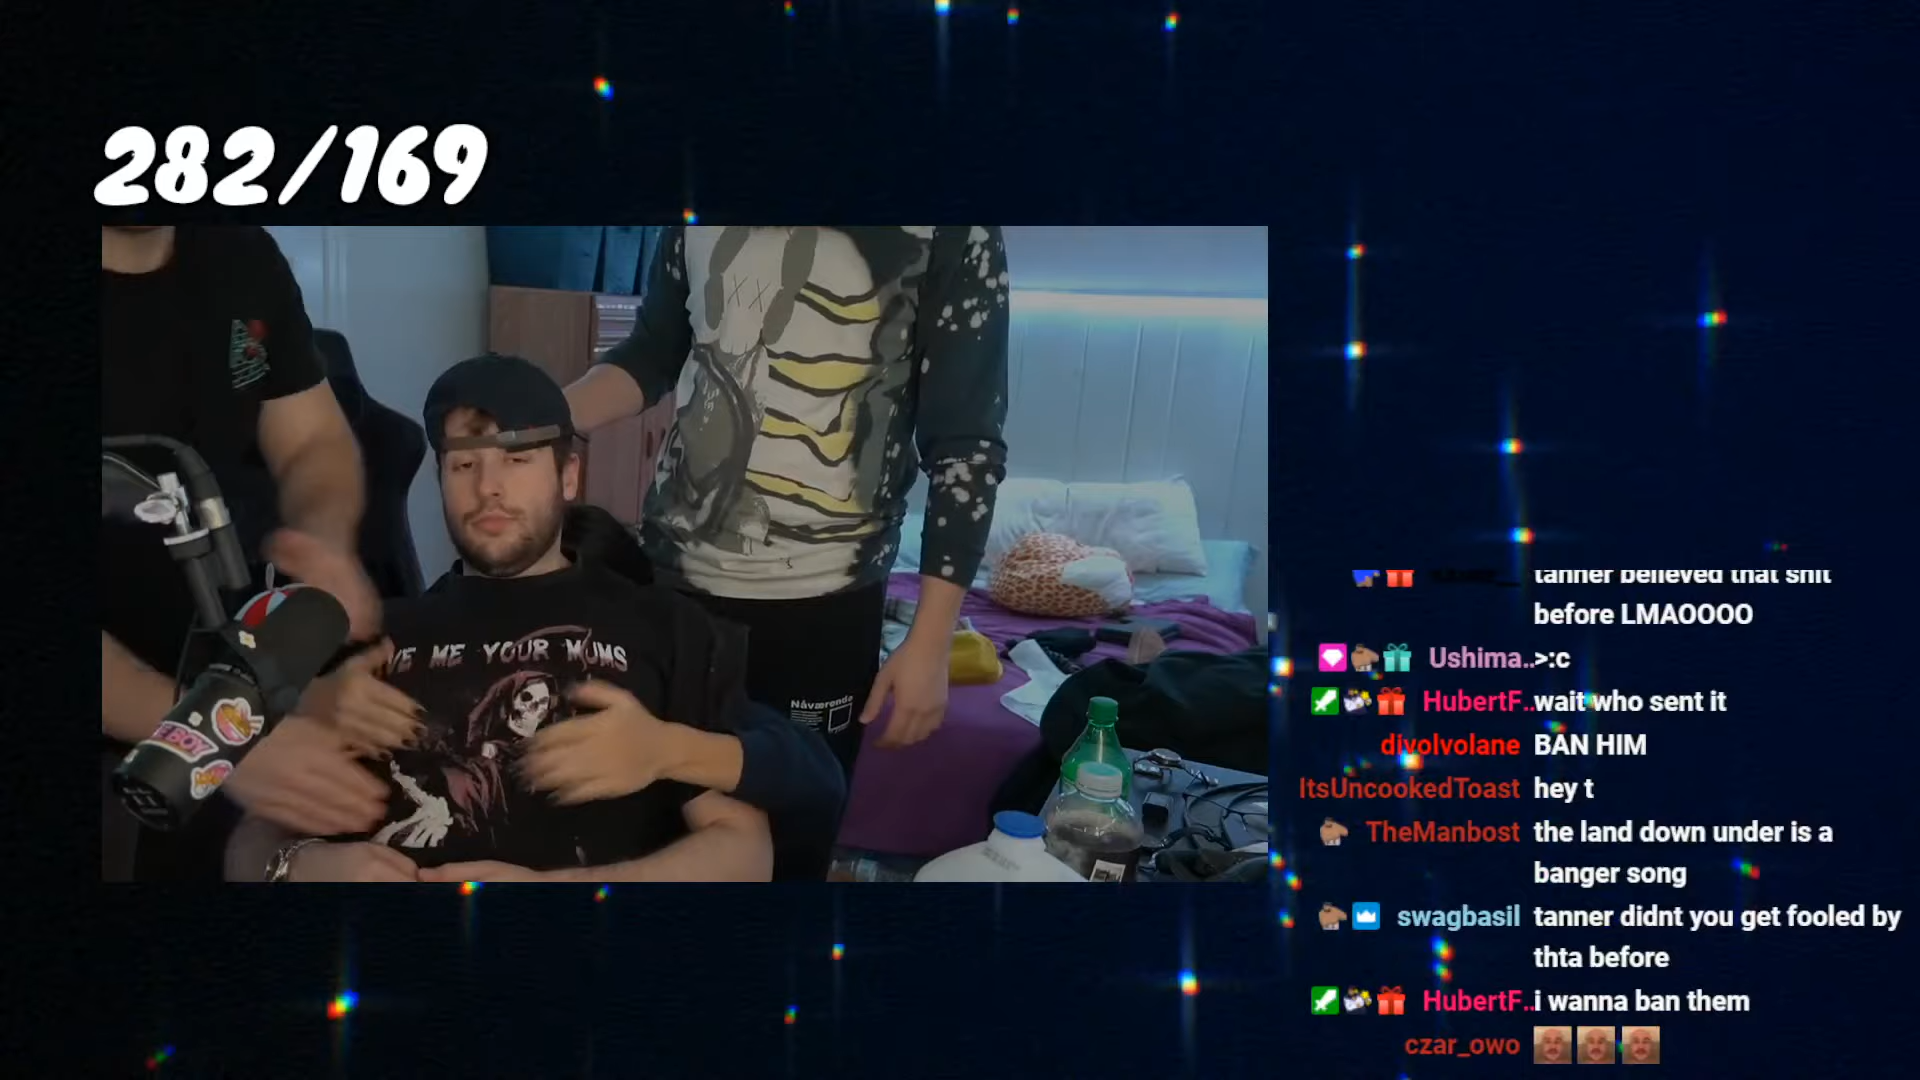 282/169
VE ME YOUR MUMS
Nåværende
E BOY
tanner believed that shit
before LMAOOOO
Ushima.. >:c
HubertF.. wait who sent it
divolvolane BAN HIM
ItsUncookedToast hey t
TheManbost the land down under is a
banger song
swagbasil tanner didnt you get fooled by
thta before
HubertF.. i wanna ban them
czar_owo